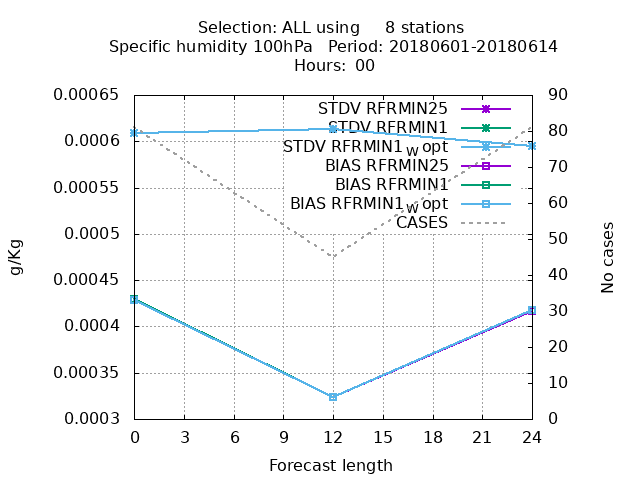 Selection: ALL using     8 stations
Specific humidity 100hPa   Period: 20180601-20180614
Hours: 00
0.00065
0.0006
0.00055
0.0005
0.00045
0.0004
0.00035
0.0003
g/Kg
STDV RFRMIN25
STDV RFRMIN1
STDV RFRMIN1w opt
BIAS RFRMIN25
BIAS RFRMIN1
BIAS RFRMIN1w opt
CASES
90
80
70
60
50
40
30
20
10
0
No cases
0 3 6 9 12 15 18 21 24
Forecast length